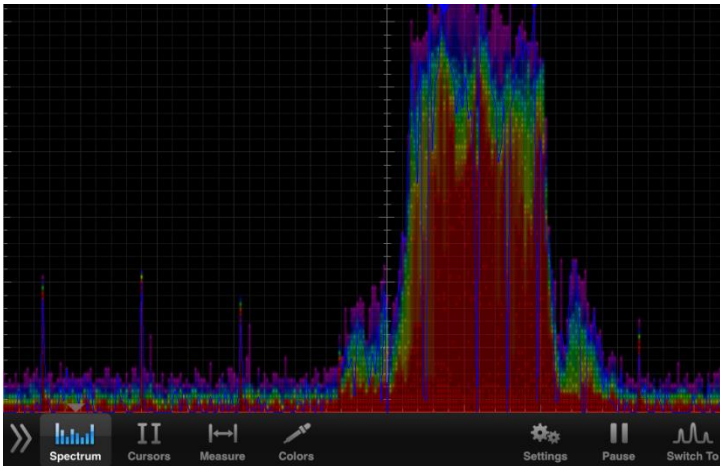 Spectrum
Cursors
Measure
Colors
Settings
Pause
Switch To